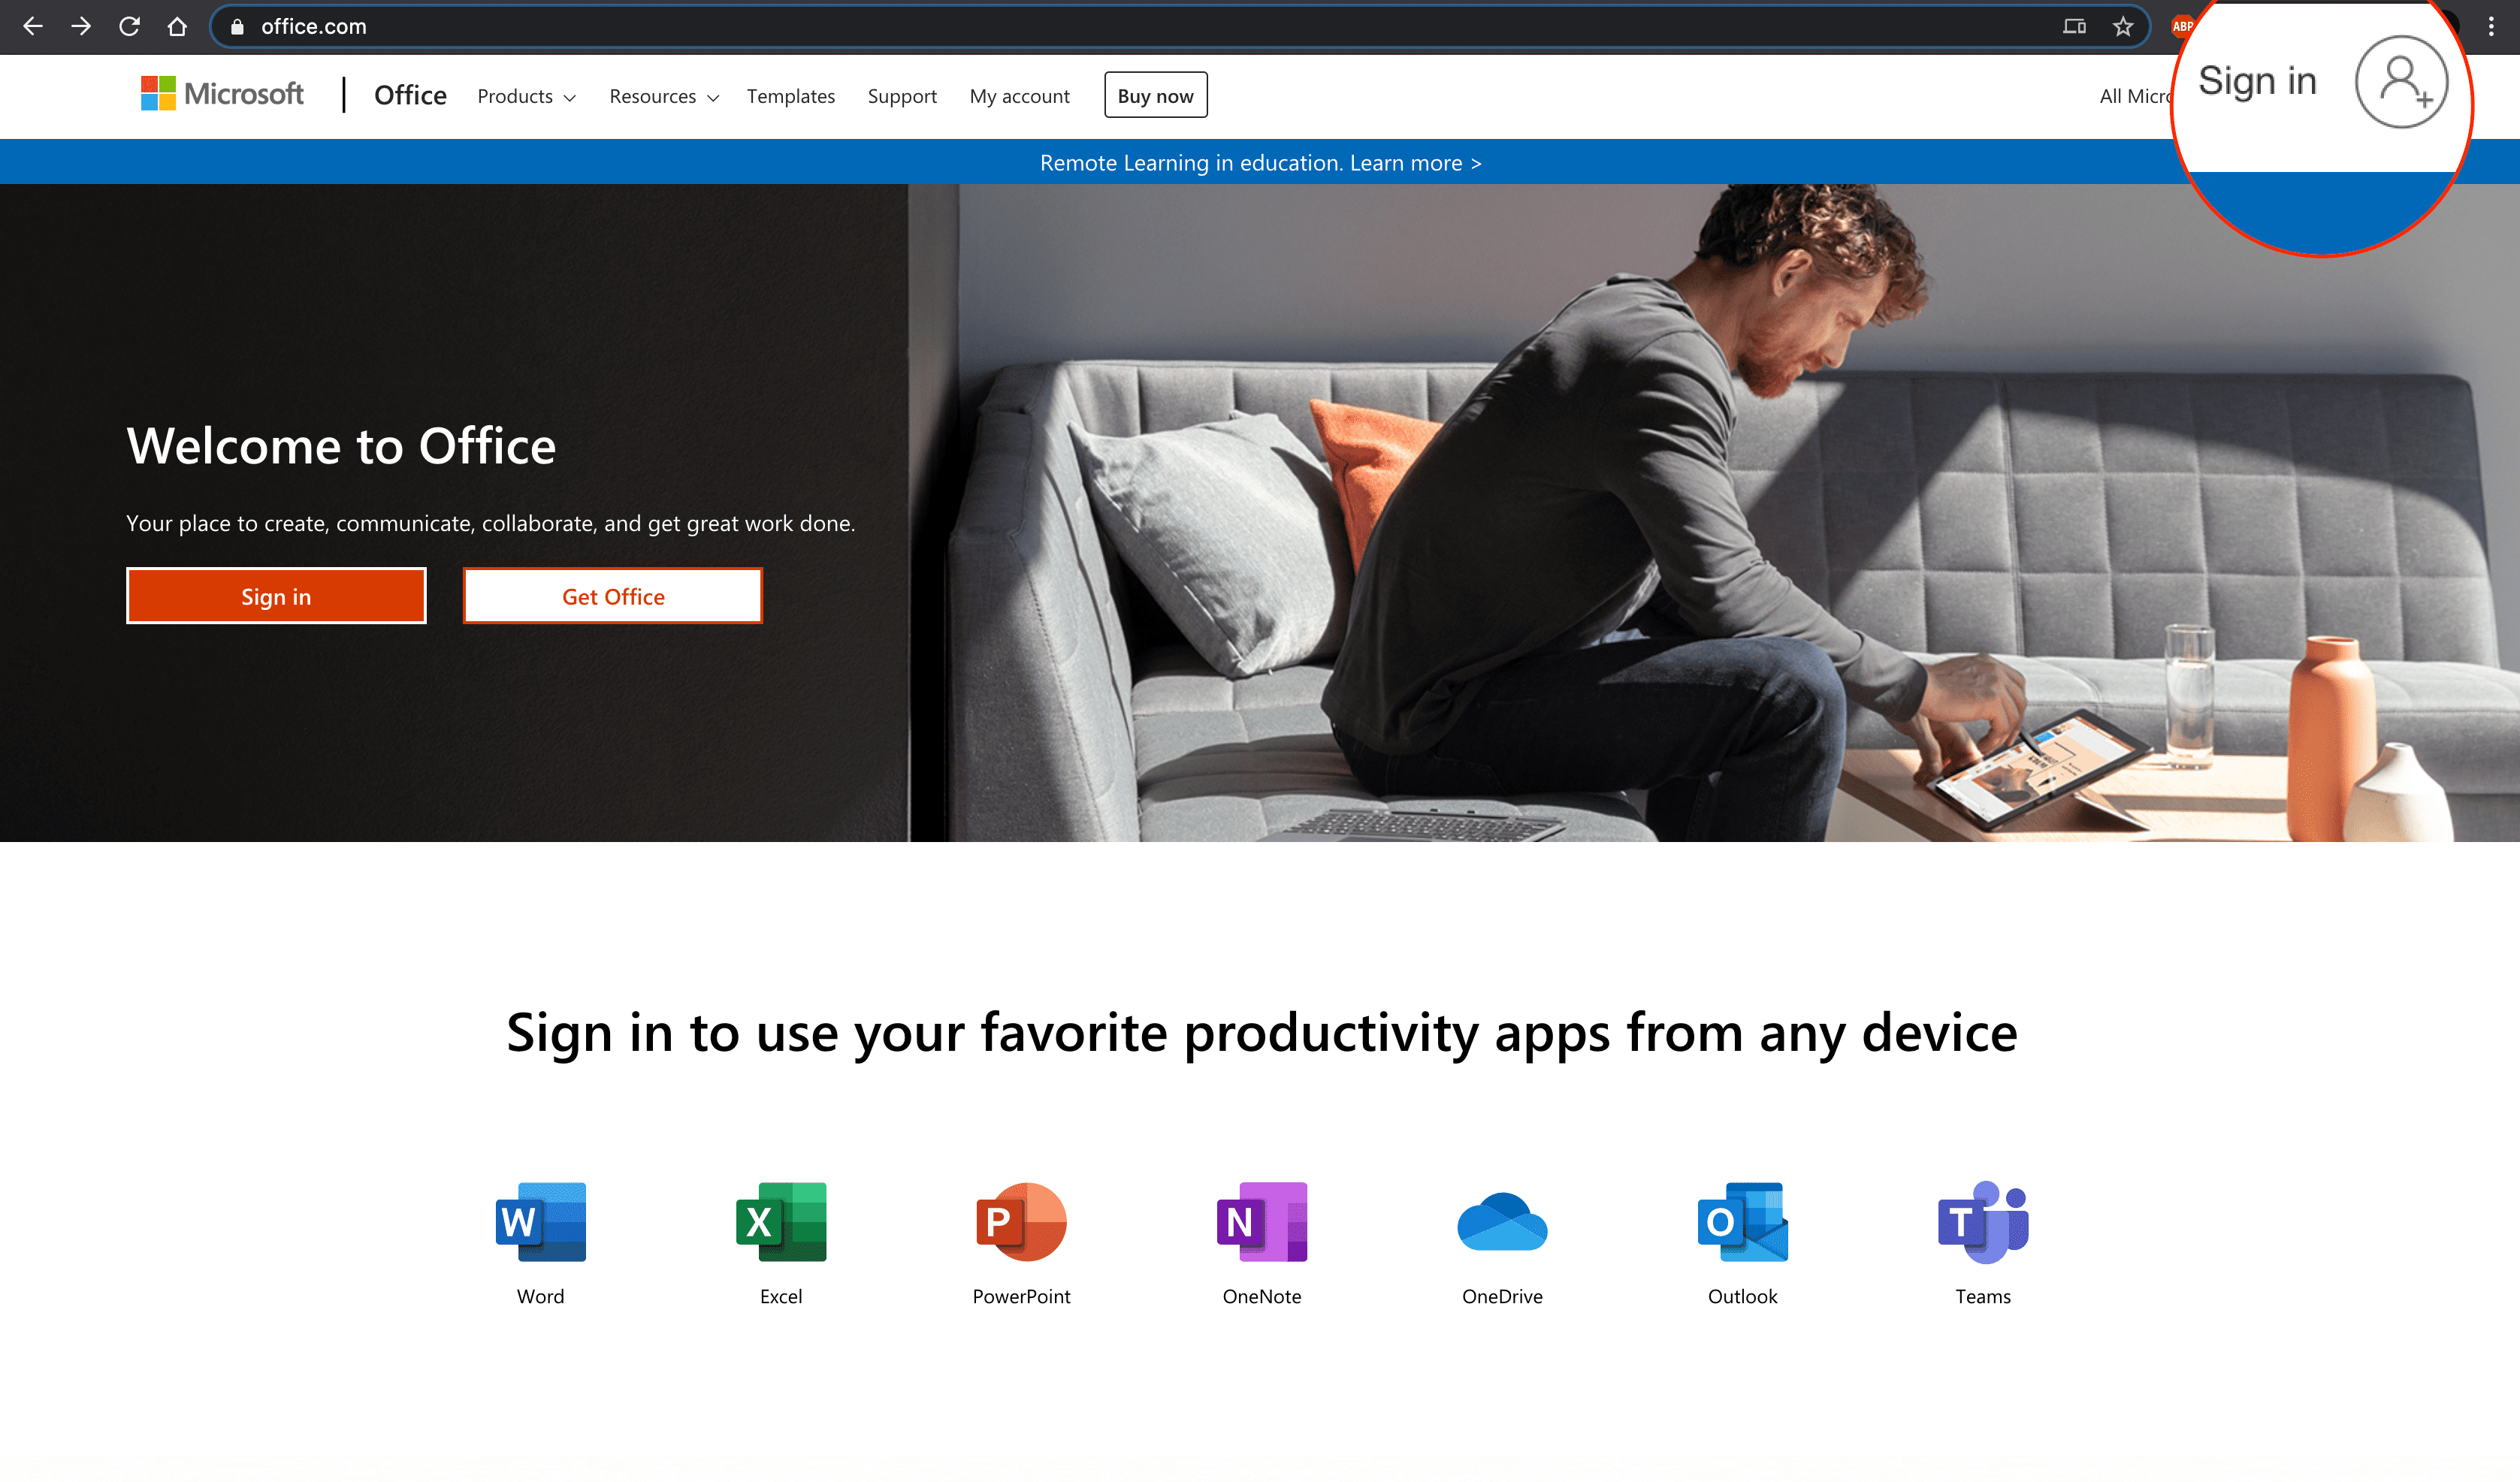 office.com
ABP
Microsoft
Office
Products
Resources
Templates
Support
My account
Buy now
All
Sign in
Remote Learning in education. Learn more >
Welcome to Office
Your place to create, communicate, collaborate, and get great work done.
Sign in
Get Office
Sign in to use your favorite productivity apps from any device
W
X
P
N
O
T
Word
Excel
PowerPoint
OneNote
OneDrive
Outlook
Teams